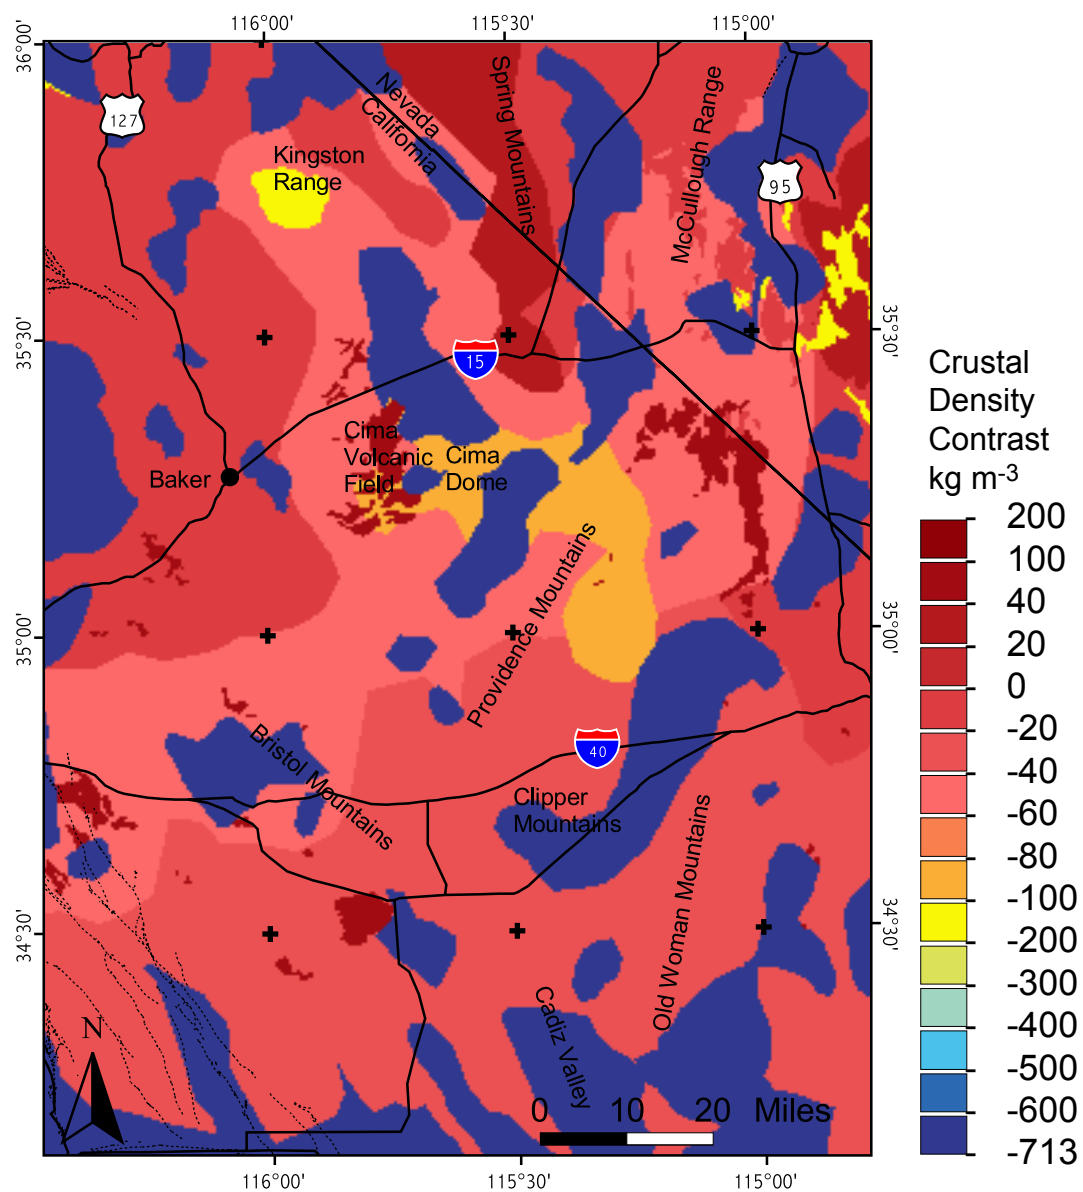 116°00'
115°30'
115°00'
36°00'
Nevada
California
Spring Mountains
McCullough Range
127
Kingston
Range
95
35°30'
35°30'
15
Cima
Volcanic
Field
Cima
Dome
Baker
Providence Mountains
35°00'
35°00'
Bristol Mountains
40
Clipper
Mountains
Old Woman Mountains
34°30'
34°30'
Cadiz Valley
N
0 10 20 Miles
116°00'
115°30'
115°00'
Crustal
Density
Contrast
kg m-3
200
100
40
20
0
-20
-40
-60
-80
-100
-200
-300
-400
-500
-600
-713